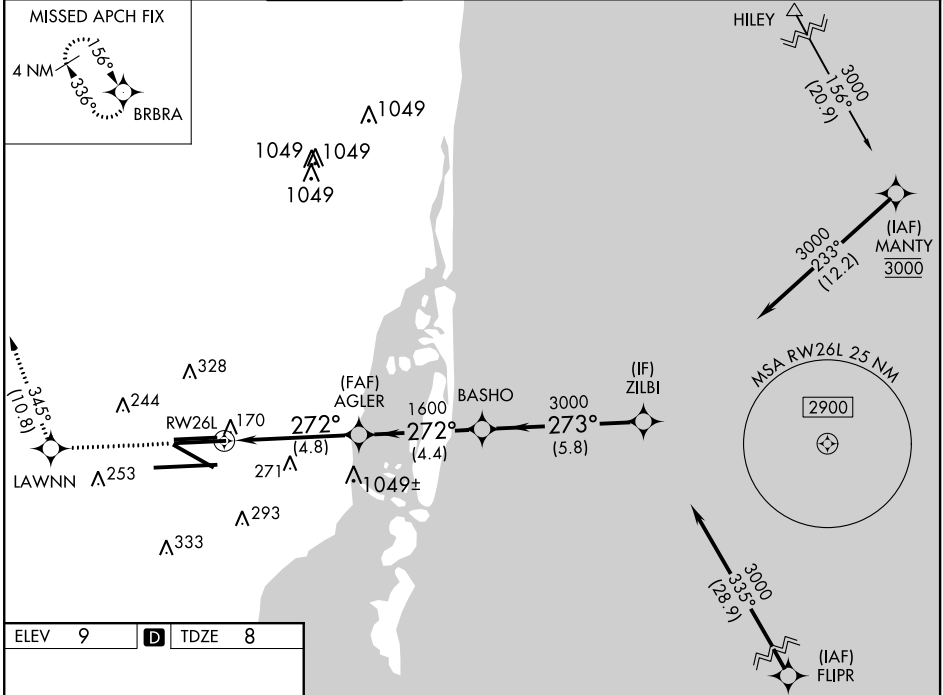 MISSED APCH FIX
4 NM
156°
336°
BRBRA
HILEY
3000
156°
(20.9)
1049
1049
1049
1049
(IAF)
MANTY
3000
3000
233°
(12.2)
MSA RW26L 25 NM
2900
345°
(10.8)
328
244
RW26L
170
(FAF)
AGLER
1600
BASHO
3000
(IF)
ZILBI
272°
(4.8)
272°
(4.4)
273°
(5.8)
LAWNN
253
271
1049±
293
333
3000
335°
(28.9)
(IAF)
FLIPR
ELEV 9 D TDZE 8